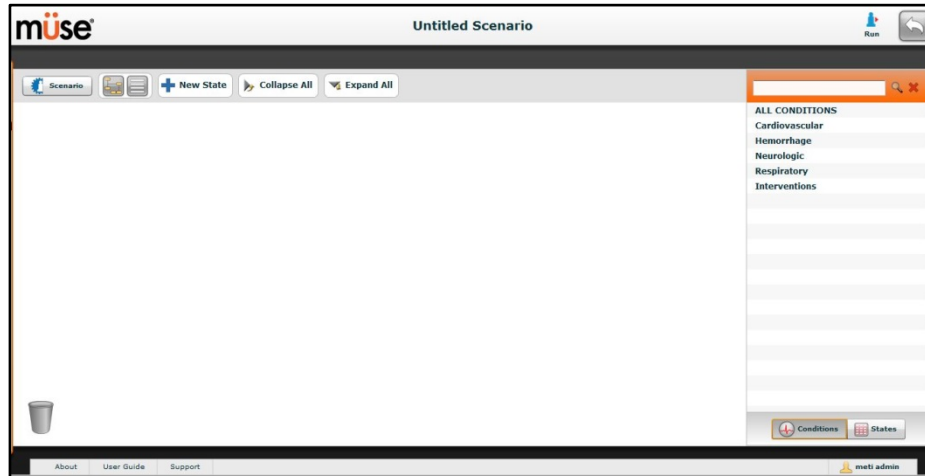 müse
Untitled Scenario
Run
Scenario
New State
Collapse All
Expand All
ALL CONDITIONS
Cardiovascular
Hemorrhage
Neurologic
Respiratory
Interventions
Conditions
States
About
User Guide
Support
meti admin